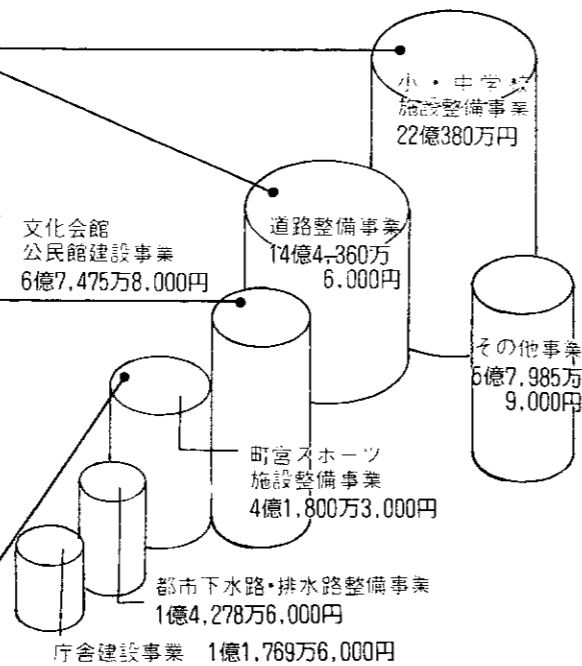 小・中学校
施設整備事業
22億380万円
道路整備事業
14億4,360万
6.000円
文化会館
公民館建設事業
6億7,475万8.000円
その他事業
6億7,985万
9,000円
町営スポーツ
施設整備事業
4億1,800万3,000円
都市下水路・排水路整備事業
1億4,278万6,000円
庁舎建設事業 1億1,769万6,000円